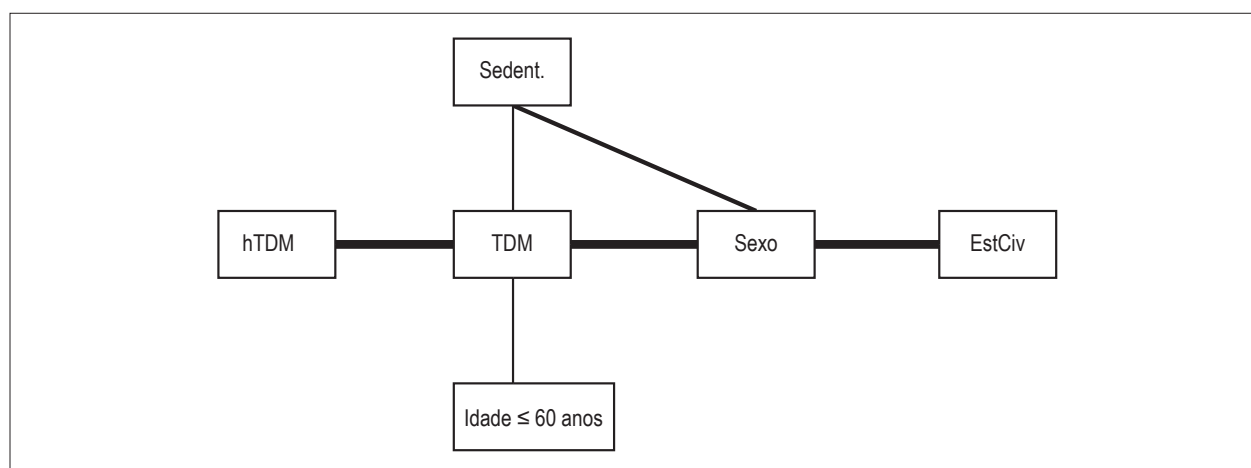 Sedent.
hTDM
TDM
Sexo
EstCiv
Idade ≤ 60 anos